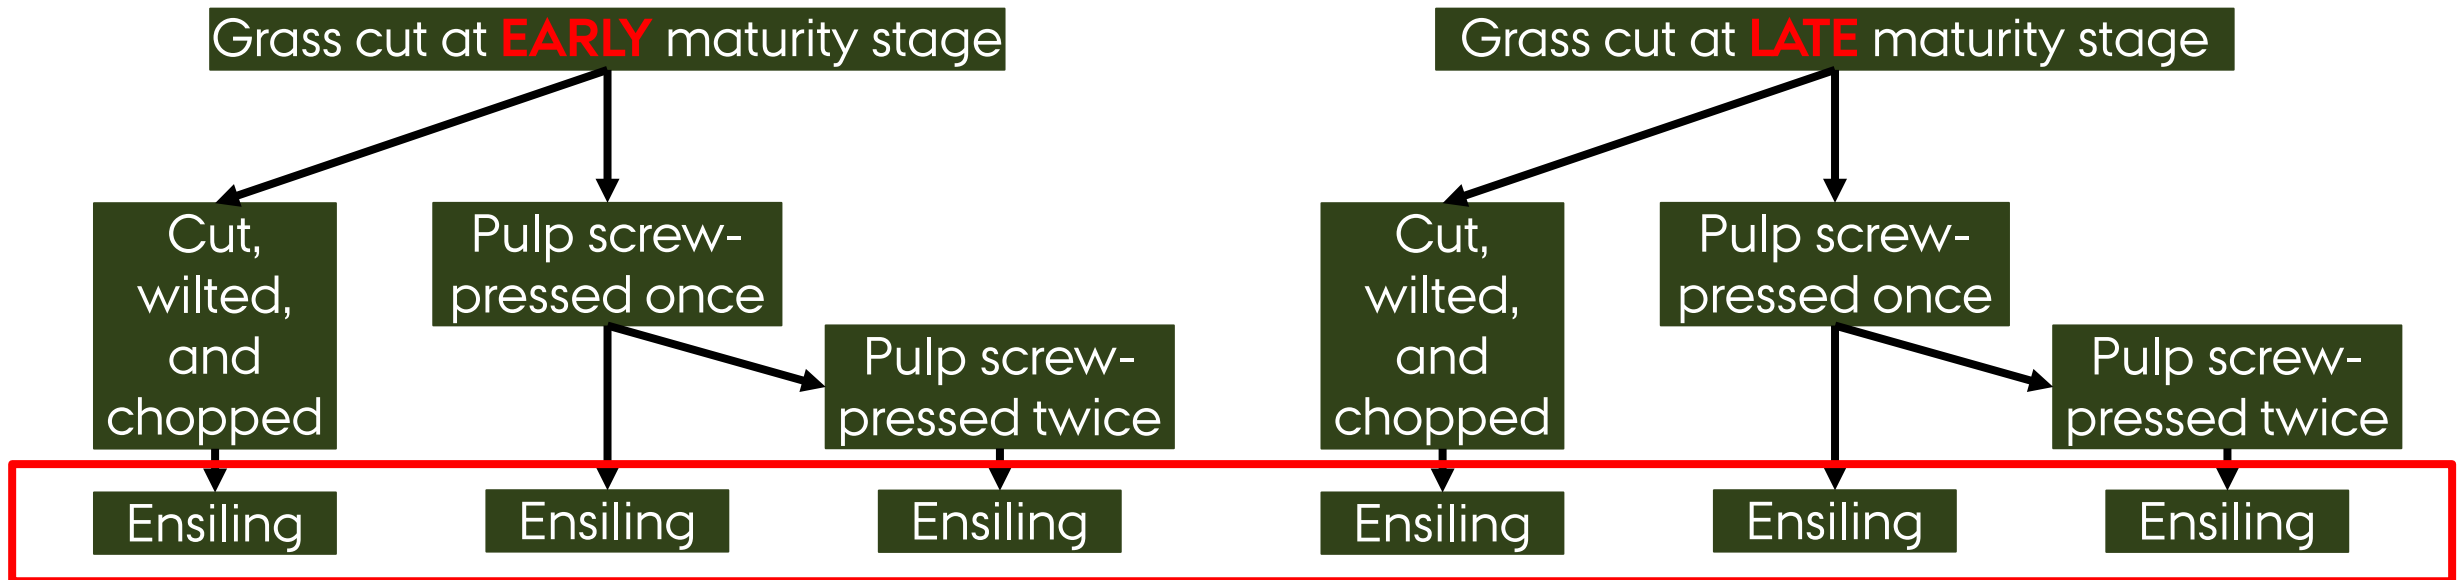 Grass cut at EARLY maturity stage
Cut,
wilted,
and
chopped
Pulp screw-
pressed once
Pulp screw-
pressed twice
Ensiling
Ensiling
Ensiling
Grass cut at LATE maturity stage
Cut,
wilted,
and
chopped
Pulp screw-
pressed once
Pulp screw-
pressed twice
Ensiling
Ensiling
Ensiling